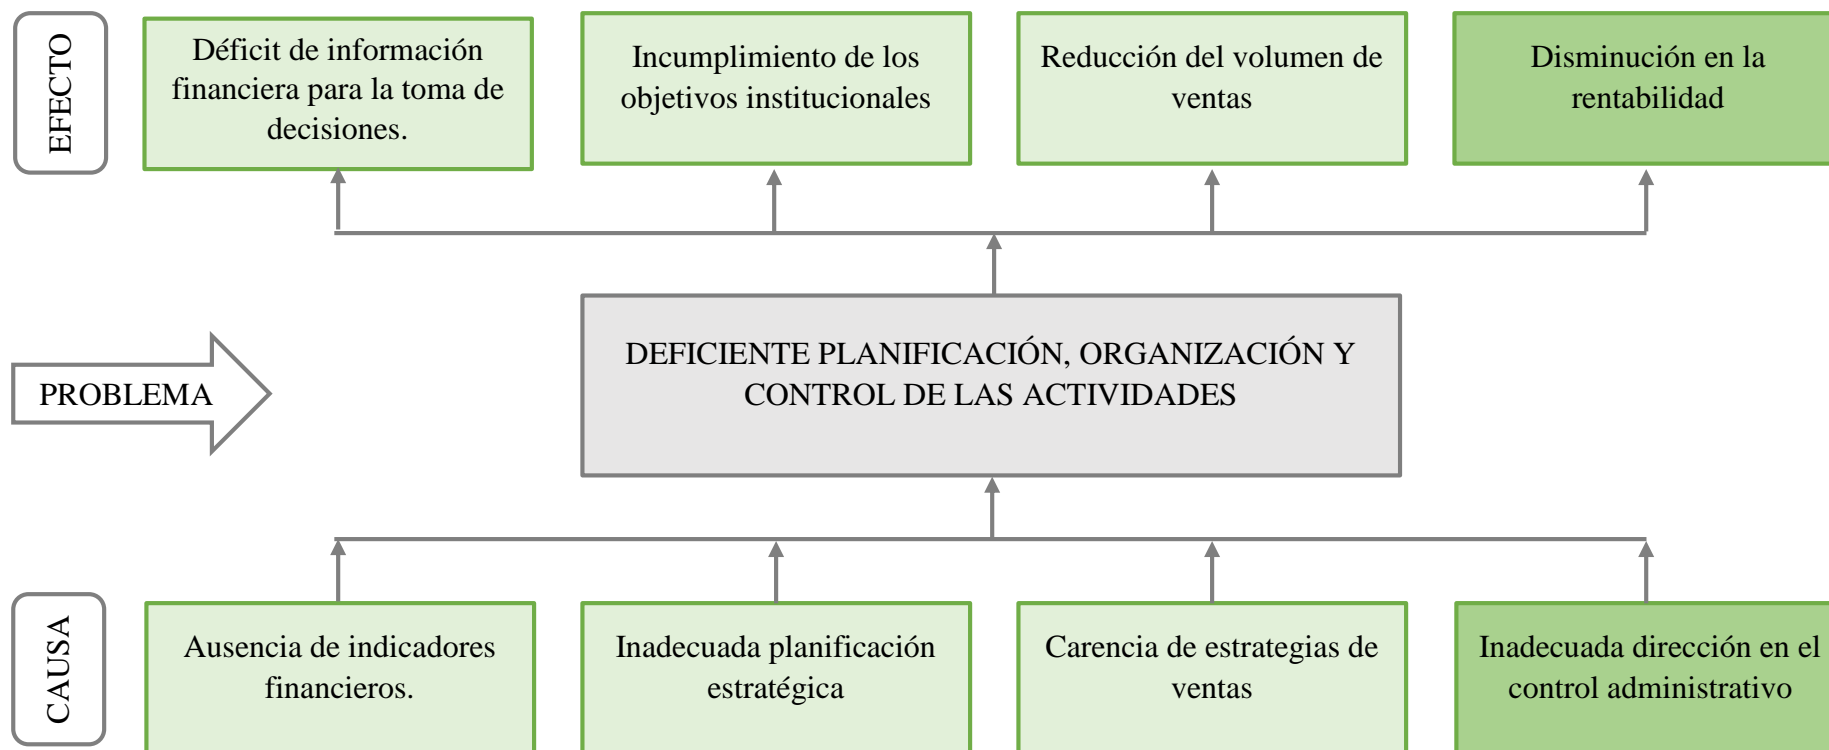 EFECTO
Déficit de información
financiera para la toma de
decisiones.
Incumplimiento de los
objetivos institucionales
Reducción del volumen de
ventas
Disminución en la
rentabilidad
PROBLEMA
DEFICIENTE PLANIFICACIÓN, ORGANIZACIÓN Y
CONTROL DE LAS ACTIVIDADES
CAUSA
Ausencia de indicadores
financieros.
Inadecuada planificación
estratégica
Carencia de estrategias de
ventas
Inadecuada dirección en el
control administrativo